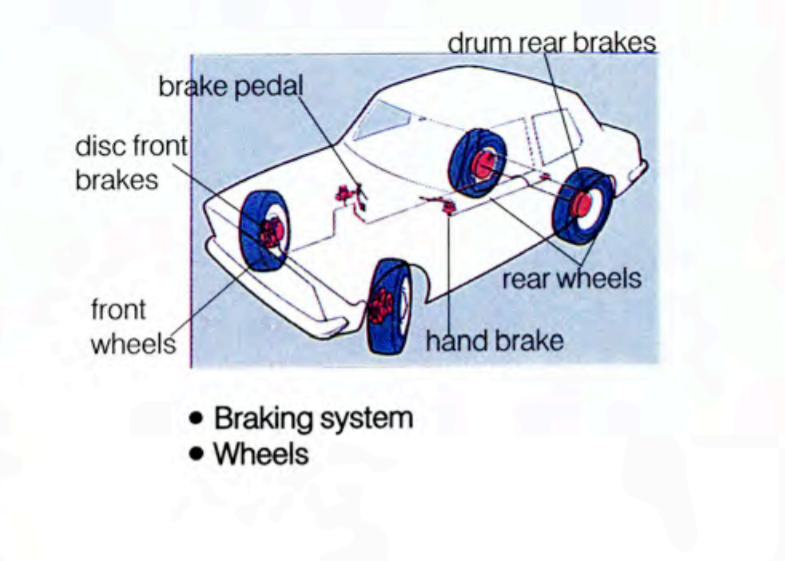 drum rear brakes
brake pedal
disc front
brakes
rear wheels
front
wheels
hand brake
• Braking system
• Wheels